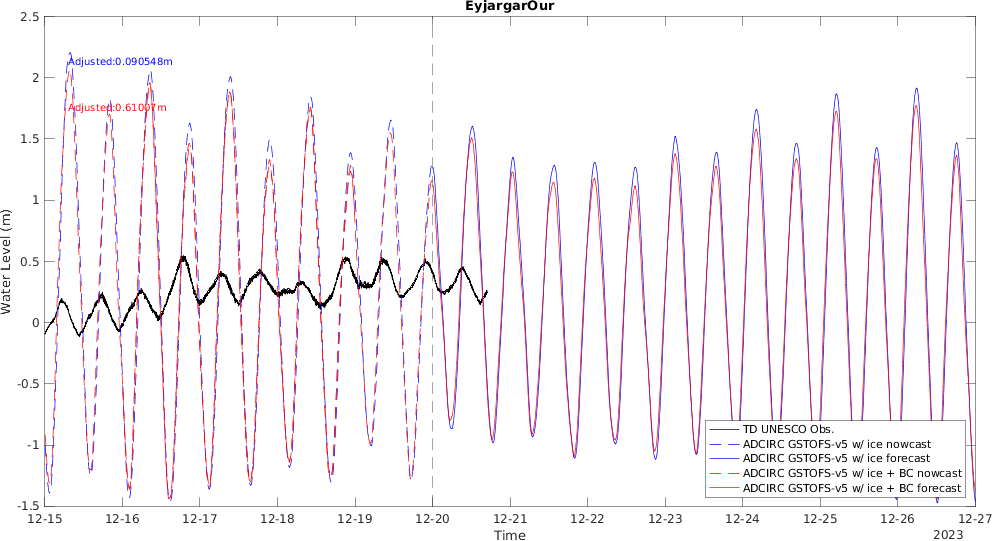 EyjargarOur
2.5
2
1.5
1
0.5
0
-0.5
-1
-1.5
Water Level (m)
Adjusted:0.090548m
Adjusted:0.61007m
TD UNESCO Obs.
ADCIRC GSTOFS-v5 w/ ice nowcast
ADCIRC GSTOFS-v5 w/ ice forecast
ADCIRC GSTOFS-v5 w/ ice + BC nowcast
ADCIRC GSTOFS-v5 w/ ice + BC forecast
12-15 12-16 12-17 12-18 12-19 12-20 12-21 12-22 12-23 12-24 12-25 12-26 12-27
Time
2023